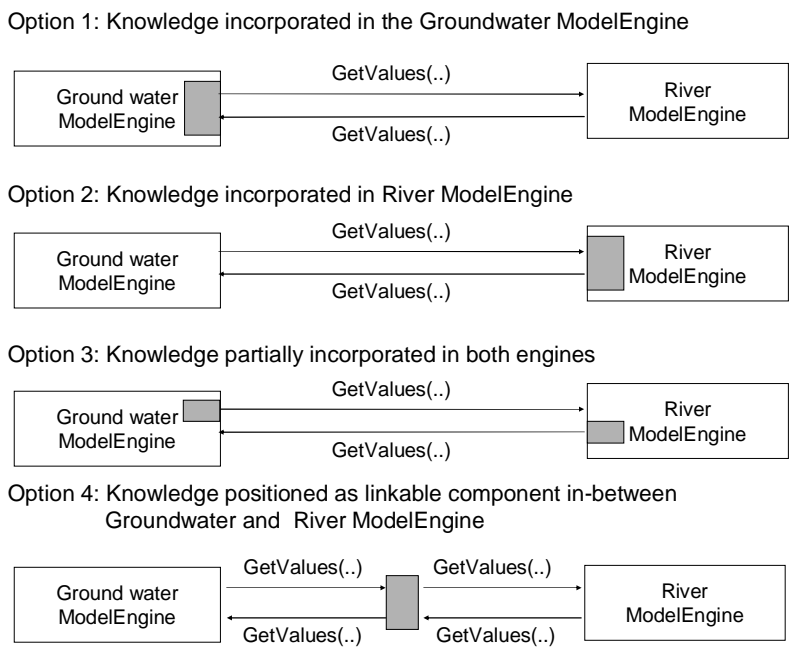 Option 1: Knowledge incorporated in the Groundwater ModelEngine
GetValues(..)
Ground water
ModelEngine
River
ModelEngine
GetValues(..)
Option 2: Knowledge incorporated in River ModelEngine
GetValues(..)
Ground water
ModelEngine
River
ModelEngine
GetValues(..)
Option 3: Knowledge partially incorporated in both engines
GetValues(..)
Ground water
ModelEngine
River
ModelEngine
GetValues(..)
Option 4: Knowledge positioned as linkable component in-between
Groundwater and River ModelEngine
GetValues(..)
GetValues(..)
Ground water
ModelEngine
River
ModelEngine
GetValues(..)
GetValues(..)